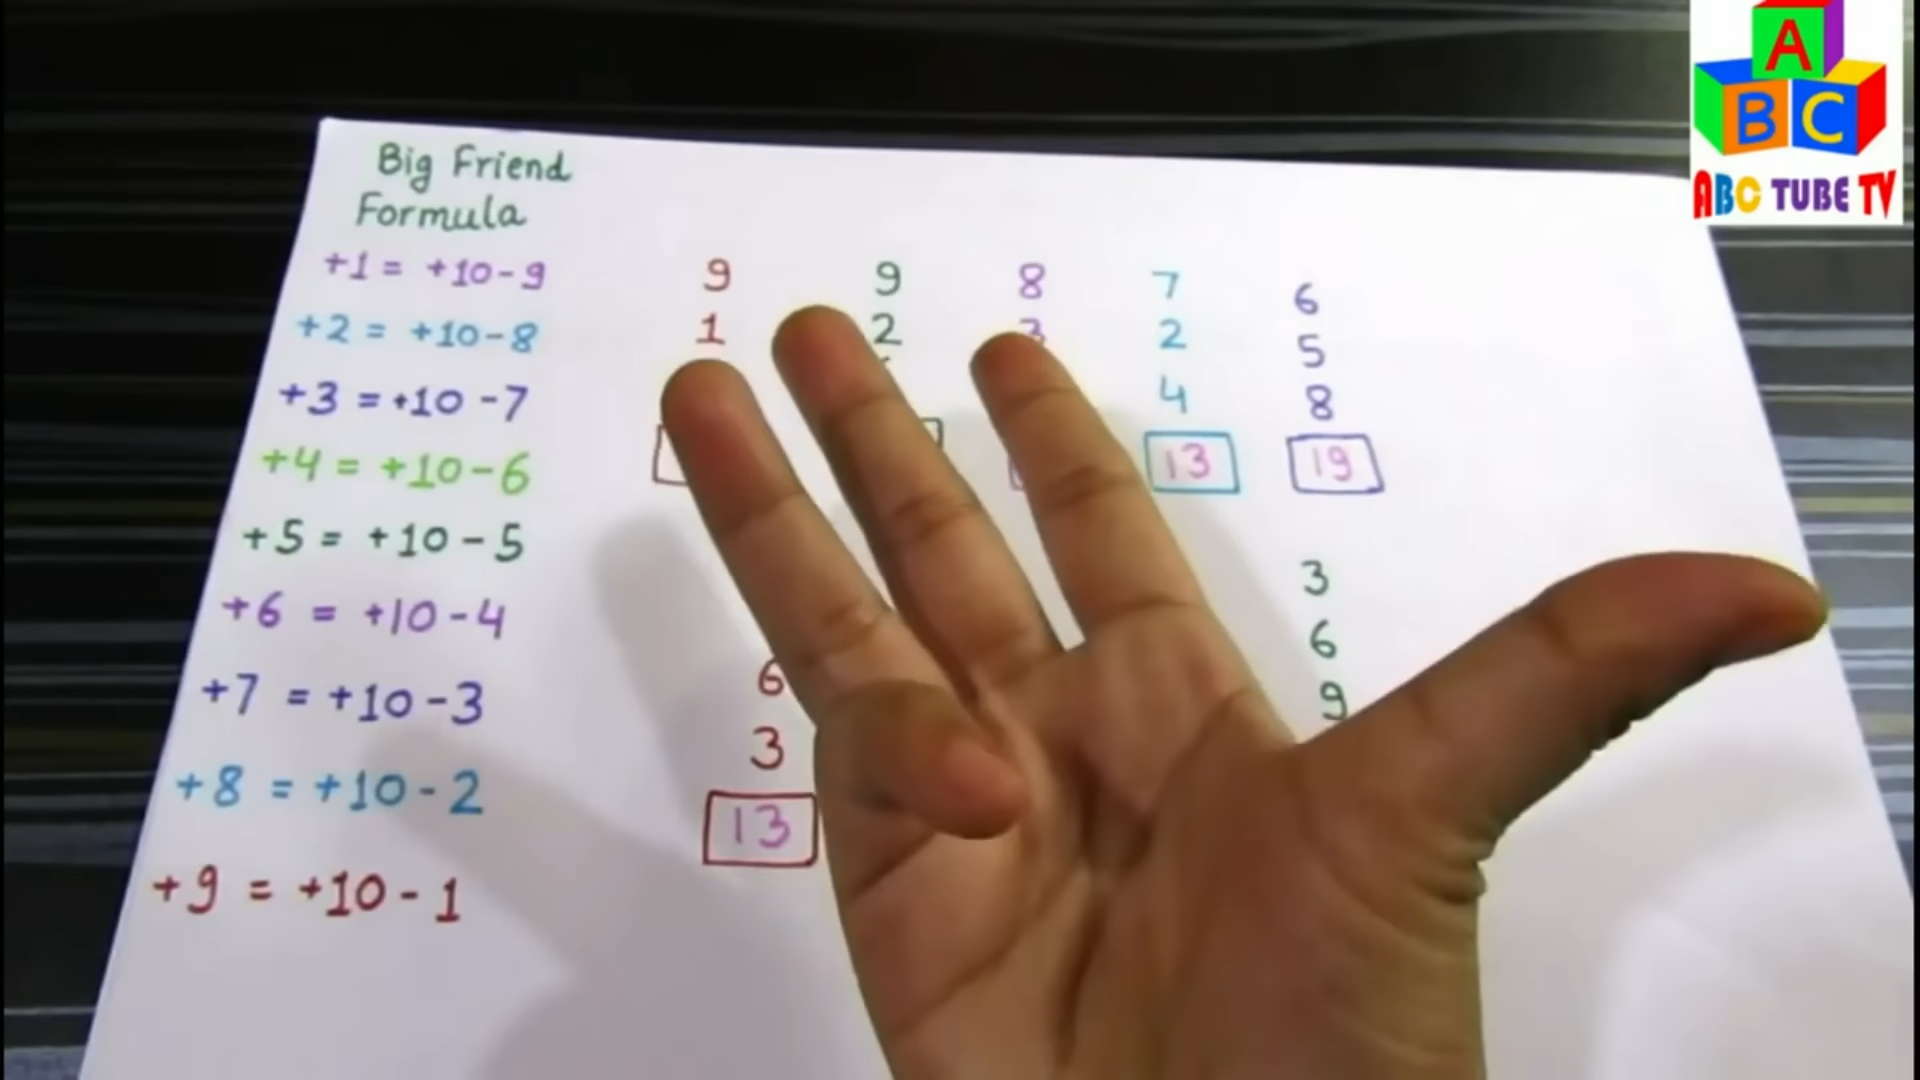 A
B C
ABC TUBE TV
Big Friend
Formula
+1 = +10-9
+2 = +10-8
+3 = +10 -7
+4 = +10-6
+5 = +10-5
+6 = +10-4
+7 = +10-3
+8 = +10-2
+9 = +10-1
9 9 8 7 6
1 2 3 2 5
4 8
13 19
3
6 6
3 9
13